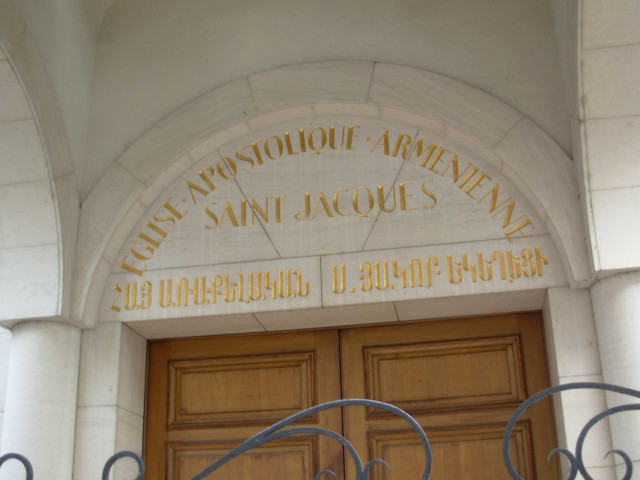 EGLISE · APOSTOLIQUE · ARMENIENNE
SAINT JACQUES
ՀԱՅ ԱՌԱՔԵԼԱԿԱՆ Ս. ՅԱԿՈԲ ԵԿԵՂԵՑԻ